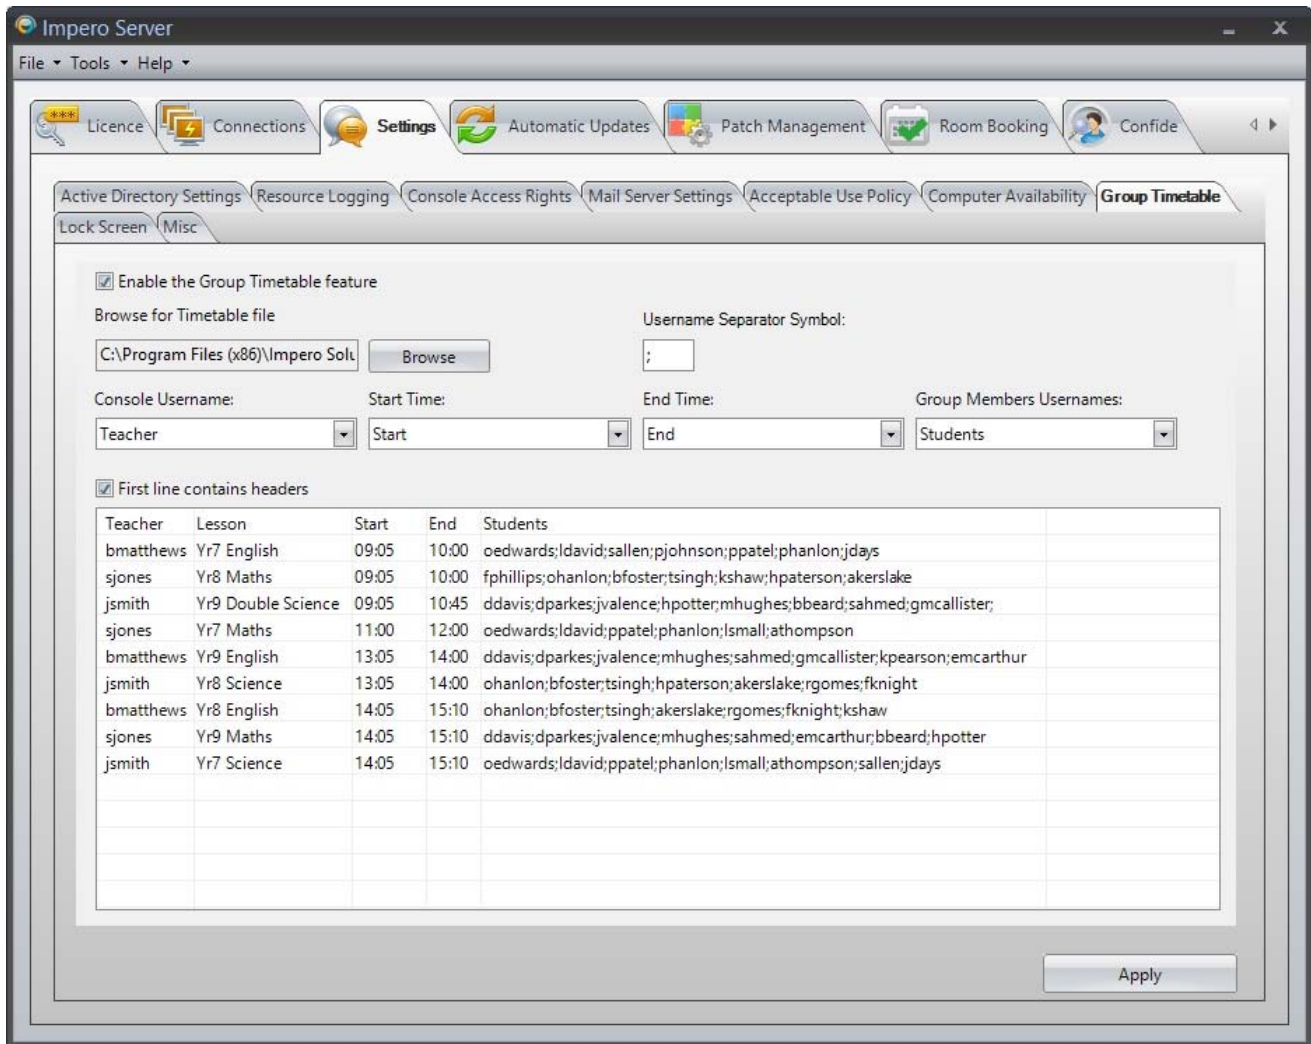 Impero Server
File Tools Help
*** Licence Connections Settings Automatic Updates Patch Management Room Booking Confide
Active Directory Settings Resource Logging Console Access Rights Mail Server Settings Acceptable Use Policy Computer Availability Group Timetable
Lock Screen Misc
Enable the Group Timetable feature
Browse for Timetable file Username Separator Symbol:
C:\Program Files (x86)\Impero Solu Browse ;
Console Username: Start Time: End Time: Group Members Usernames:
Teacher Start End Students
First line contains headers
Teacher Lesson Start End Students
bmatthews Yr7 English 09:05 10:00 oedwards;ldavid;sallen;pjohnson;ppatel;phanlon;jdays
sjones Yr8 Maths 09:05 10:00 fphillips;ohanlon;bfoster;tsingh;kshaw;hpaterson;akerslake
jsmith Yr9 Double Science 09:05 10:45 ddavis;dparkes;jvalence;hpotter;mhughes;bbeard;sahmed;gmcallister;
sjones Yr7 Maths 11:00 12:00 oedwards;ldavid;ppatel;phanlon;lsmall;athompson
bmatthews Yr9 English 13:05 14:00 ddavis;dparkes;jvalence;mhughes;sahmed;gmcallister;kpearson;emcarthur
jsmith Yr8 Science 13:05 14:00 ohanlon;bfoster;tsingh;hpaterson;akerslake;rgomes;fknight
bmatthews Yr8 English 14:05 15:10 ohanlon;bfoster;tsingh;akerslake;rgomes;fknight;kshaw
sjones Yr9 Maths 14:05 15:10 ddavis;dparkes;jvalence;mhughes;sahmed;emcarthur;bbeard;hpotter
jsmith Yr7 Science 14:05 15:10 oedwards;ldavid;ppatel;phanlon;lsmall;athompson;sallen;jdays
Apply